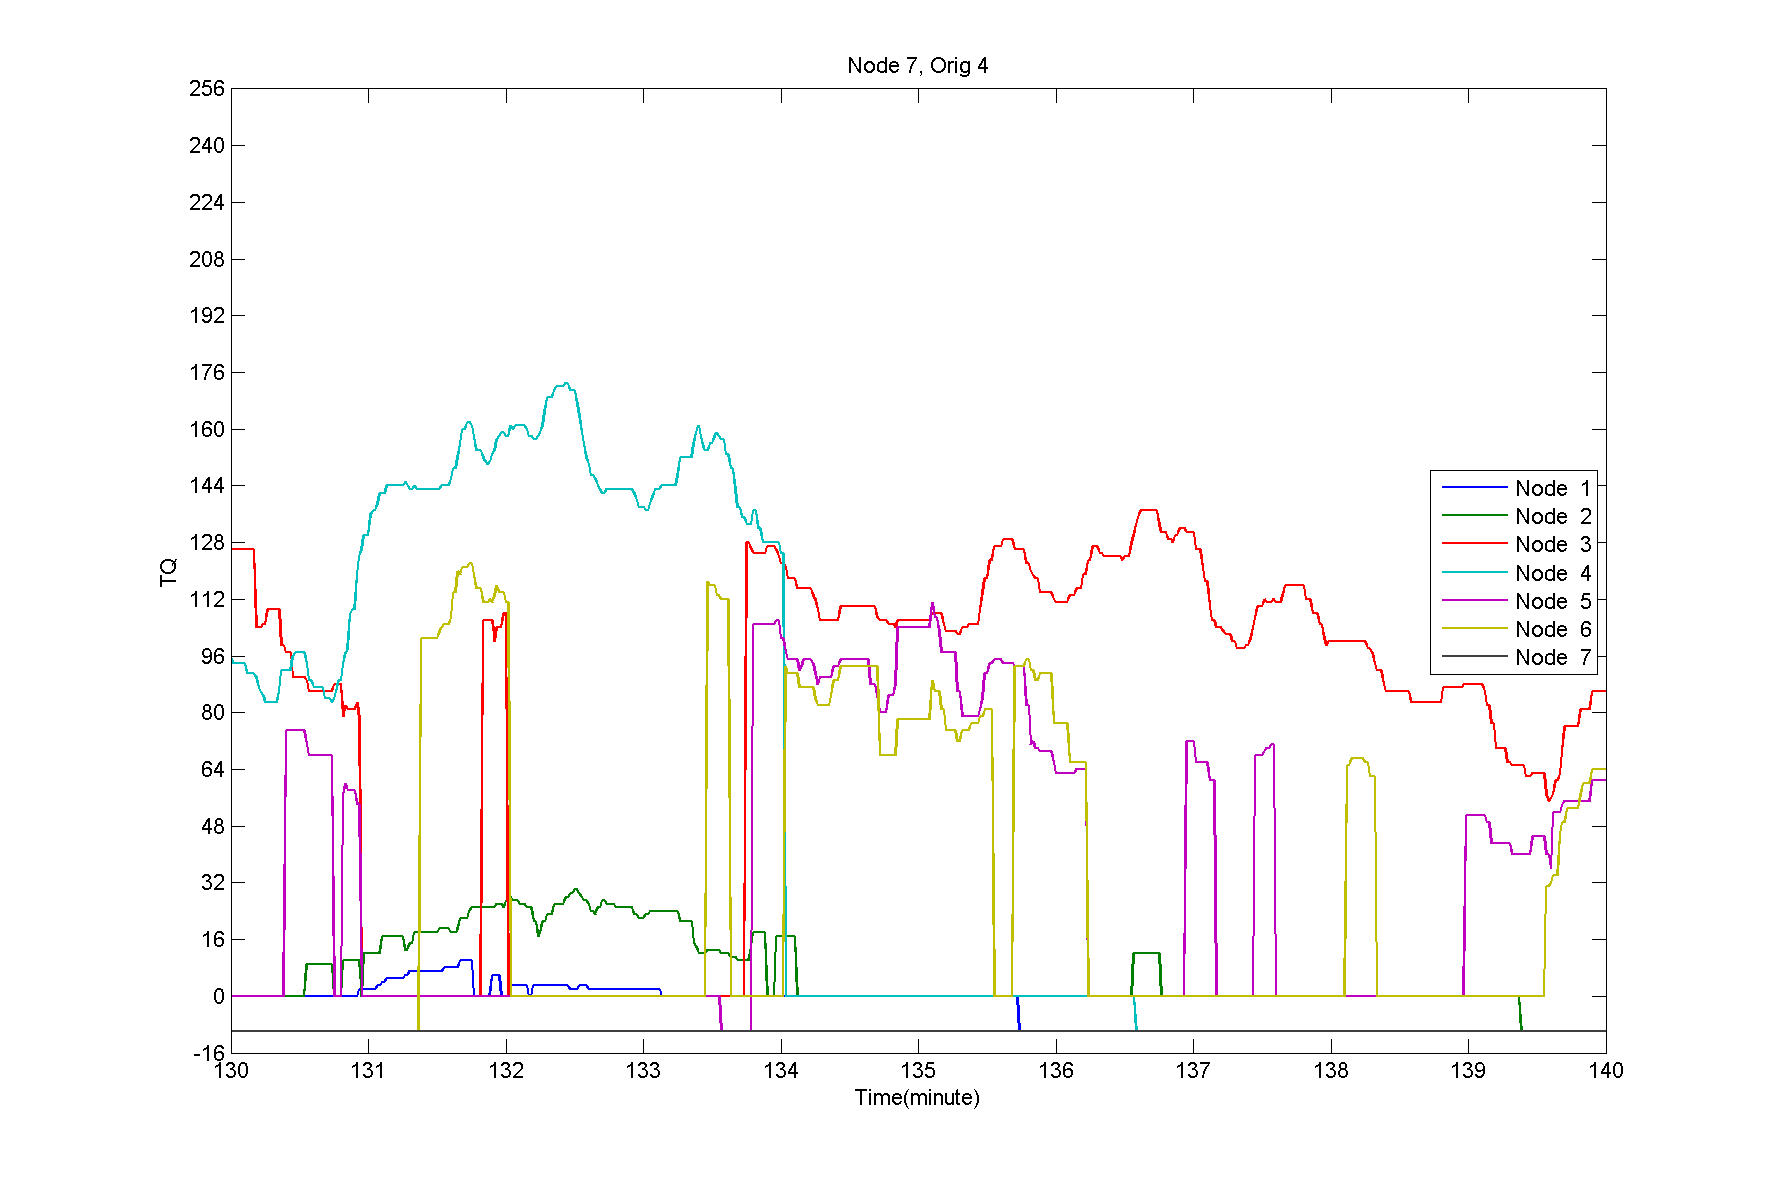 Node 7, Orig 4
256
240
224
208
192
176
160
144
128
112
96
80
64
48
32
16
0
-16
TQ
Node 1
Node 2
Node 3
Node 4
Node 5
Node 6
Node 7
130 131 132 133 134 135 136 137 138 139 140
Time(minute)